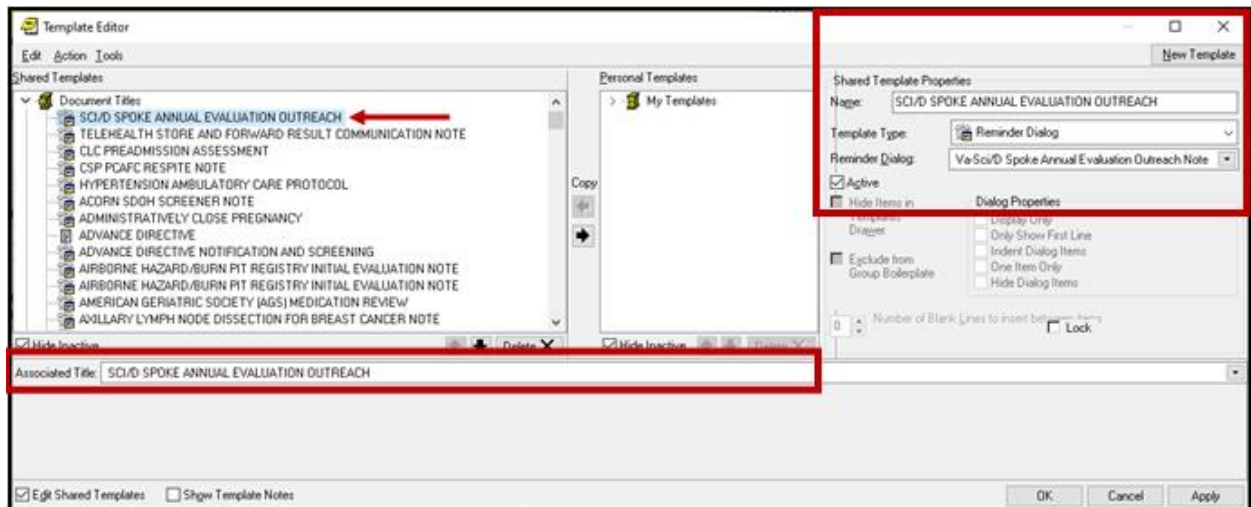 Template Editor
Edit Action Tools
New Template
Shared Templates
Document Titles
SCI/D SPOKE ANNUAL EVALUATION OUTREACH
TELEHEALTH STORE AND FORWARD RESULT COMMUNICATION NOTE
CLC PREADMISSION ASSESSMENT
CSP PCAFC RESPITE NOTE
HYPERTENSION AMBULATORY CARE PROTOCOL
ACORN SDOH SCREENER NOTE
ADMINISTRATIVELY CLOSE PREGNANCY
ADVANCE DIRECTIVE
ADVANCE DIRECTIVE NOTIFICATION AND SCREENING
AIRBORNE HAZARD/BURN PIT REGISTRY INITIAL EVALUATION NOTE
AIRBORNE HAZARD/BURN PIT REGISTRY INITIAL EVALUATION NOTE
AMERICAN GERIATRIC SOCIETY (AGS) MEDICATION REVIEW
AXILLARY LYMPH NODE DISSECTION FOR BREAST CANCER NOTE
Hide Inactive
Delete
Copy
Personal Templates
My Templates
Hide Inactive
Delete
Shared Template Properties
Name: SCI/D SPOKE ANNUAL EVALUATION OUTREACH
Template Type: Reminder Dialog
Reminder Dialog: Va-Sci/D Spoke Annual Evaluation Outreach Note
Active
Hide Items in
Templates
Drawer
Exclude from
Group Boilerplate
Dialog Properties
Display Only
Only Show First Line
Indent Dialog Items
One Item Only
Hide Dialog Items
0 Number of Blank Lines to insert between items
Lock
Associated Title: SCI/D SPOKE ANNUAL EVALUATION OUTREACH
Edit Shared Templates Show Template Notes
OK Cancel Apply